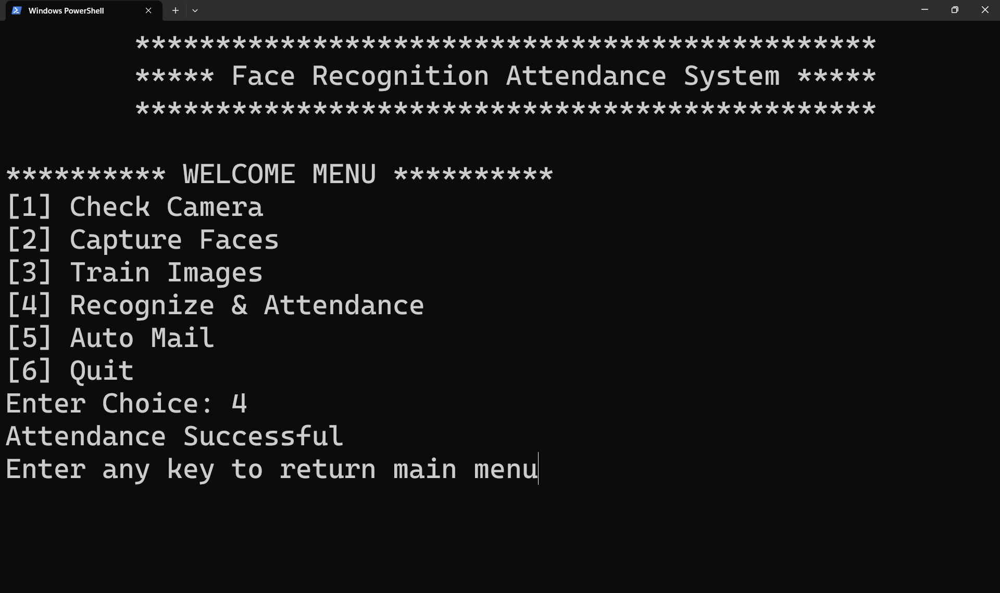 Windows PowerShell
**********************************************
***** Face Recognition Attendance System *****
**********************************************
********** WELCOME MENU **********
[1] Check Camera
[2] Capture Faces
[3] Train Images
[4] Recognize & Attendance
[5] Auto Mail
[6] Quit
Enter Choice: 4
Attendance Successful
Enter any key to return main menu